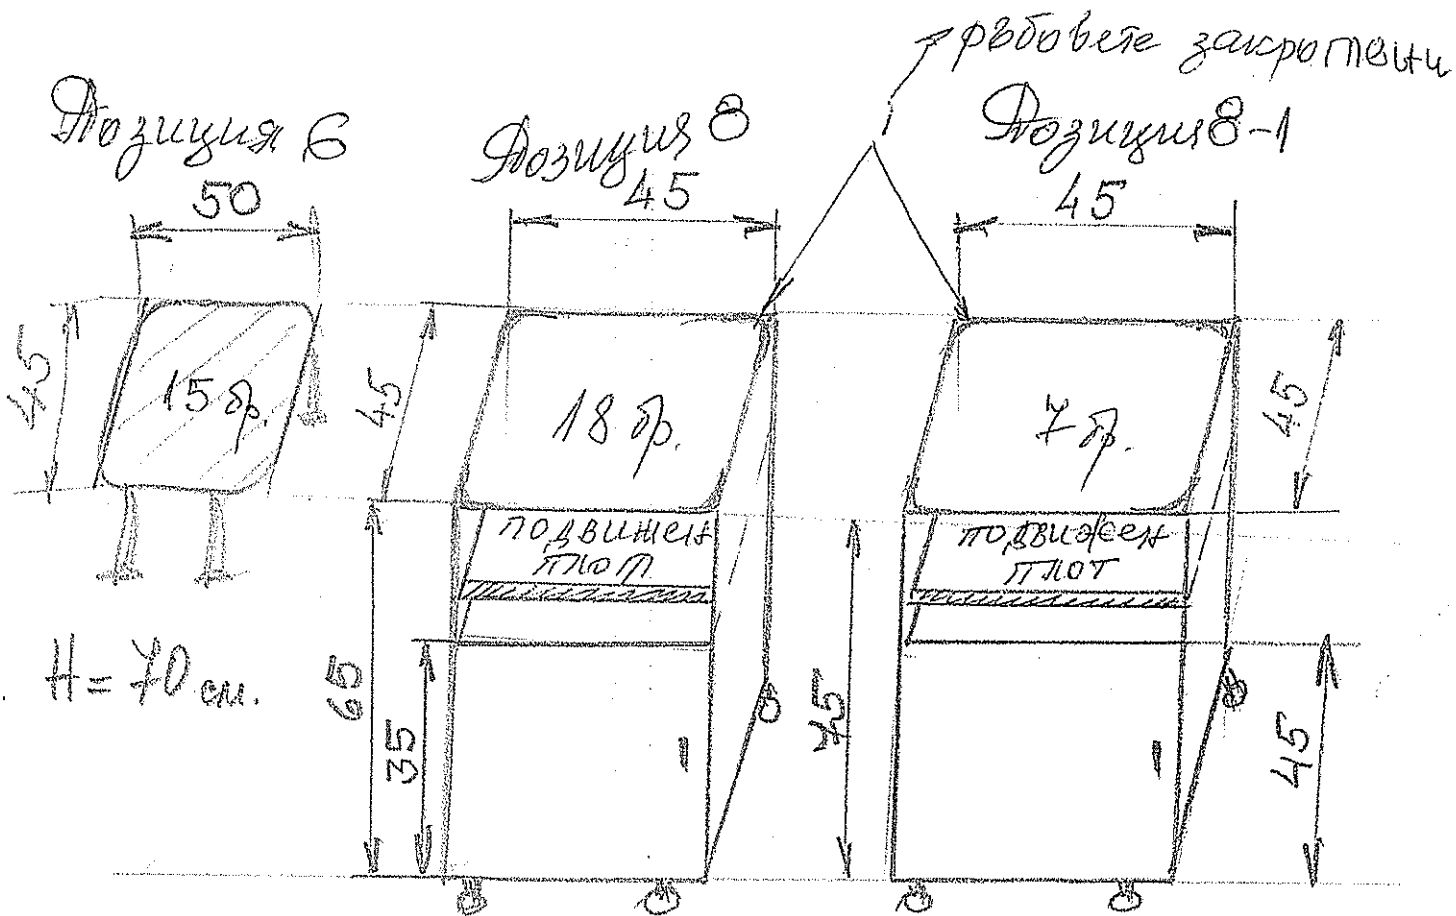 ръбовете закръглени
Позиция 6
50
45
15 бр.
H = 70 см.
Позиция 8
45
45
18 бр.
подвижен
плот
65
35
Позиция 8-1
45
45
7 бр.
подвижен
плот
75
45